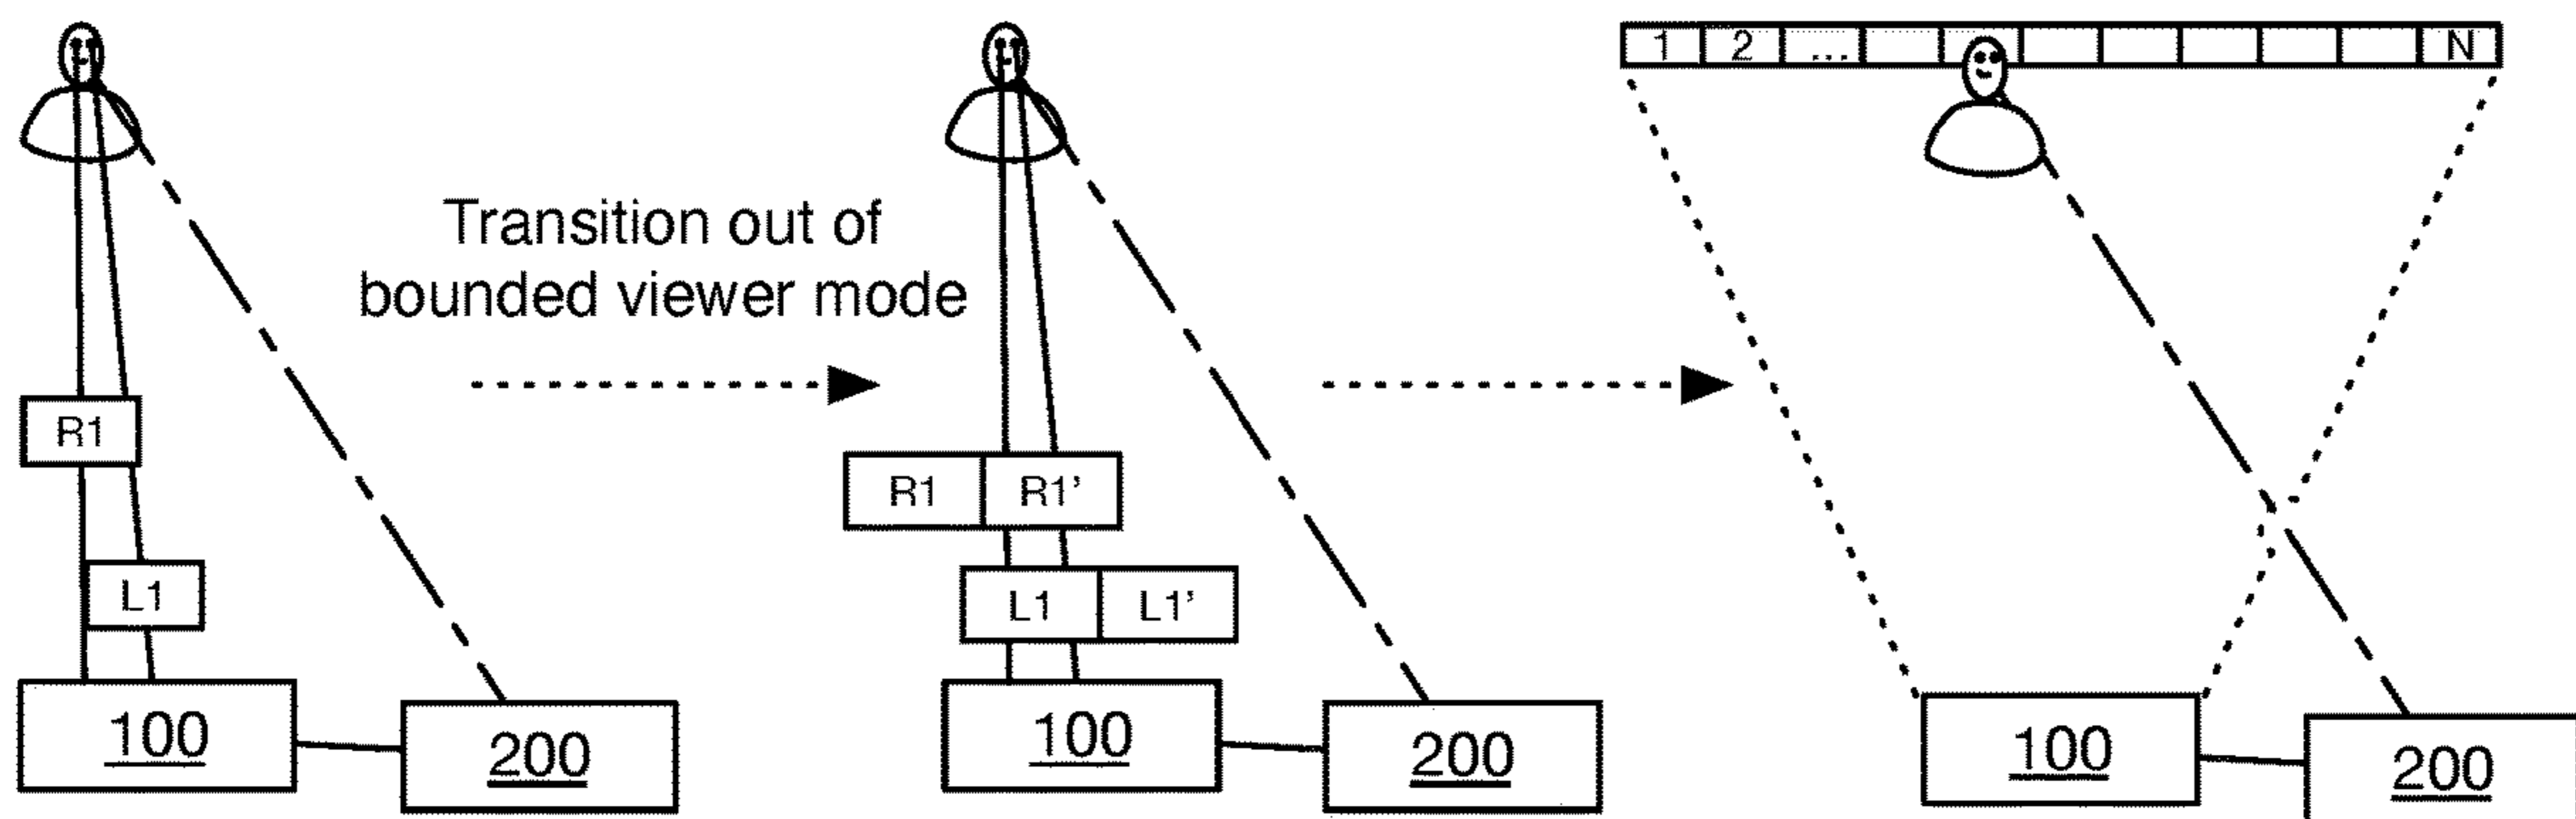 1 2 ... N
Transition out of
bounded viewer mode
R1
R1 R1'
L1
L1 L1'
100 200
100 200
100 200